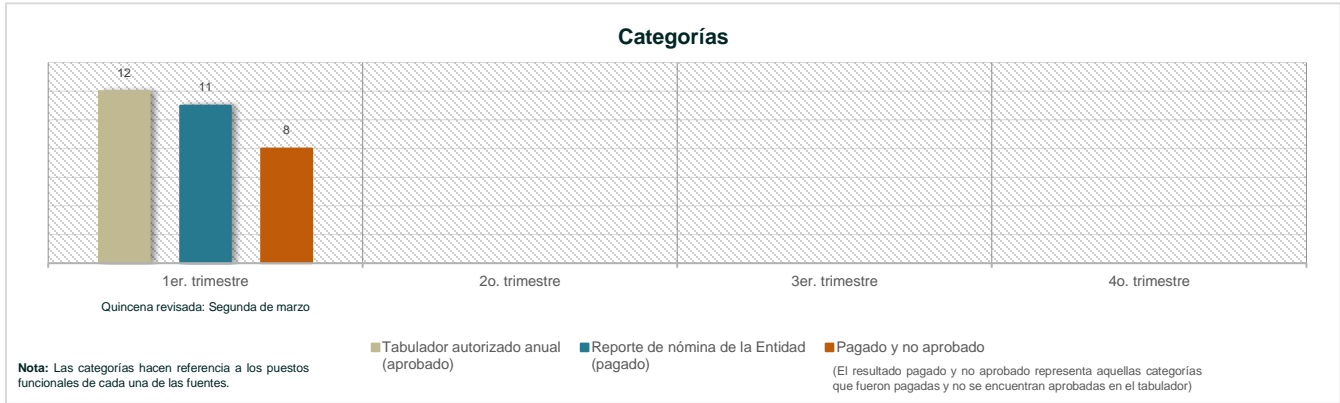 Categorías
12
11
8
1er. trimestre
2o. trimestre
3er. trimestre
4o. trimestre
Quincena revisada: Segunda de marzo
Tabulador autorizado anual
(aprobado)
Reporte de nómina de la Entidad
(pagado)
Pagado y no aprobado
(El resultado pagado y no aprobado representa aquellas categorías
que fueron pagadas y no se encuentran aprobadas en el tabulador)
Nota: Las categorías hacen referencia a los puestos
funcionales de cada una de las fuentes.